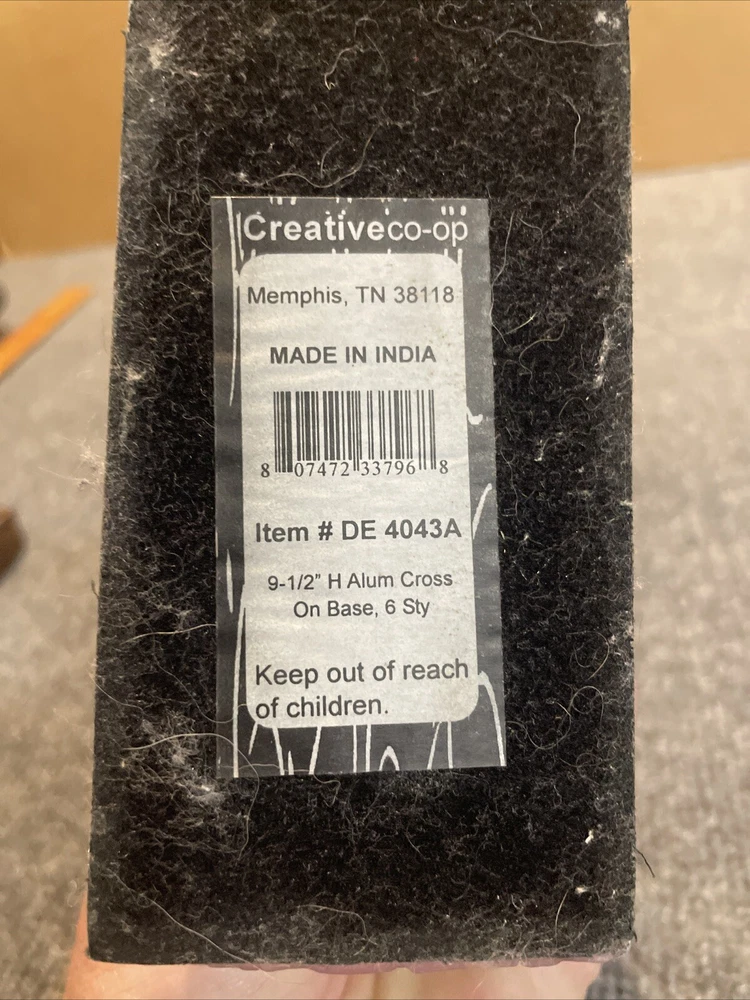 Creativeco-op
Memphis, TN 38118
MADE IN INDIA
8 07472 33796 8
Item # DE 4043A
9-1/2" H Alum Cross
On Base, 6 Sty
Keep out of reach
of children.